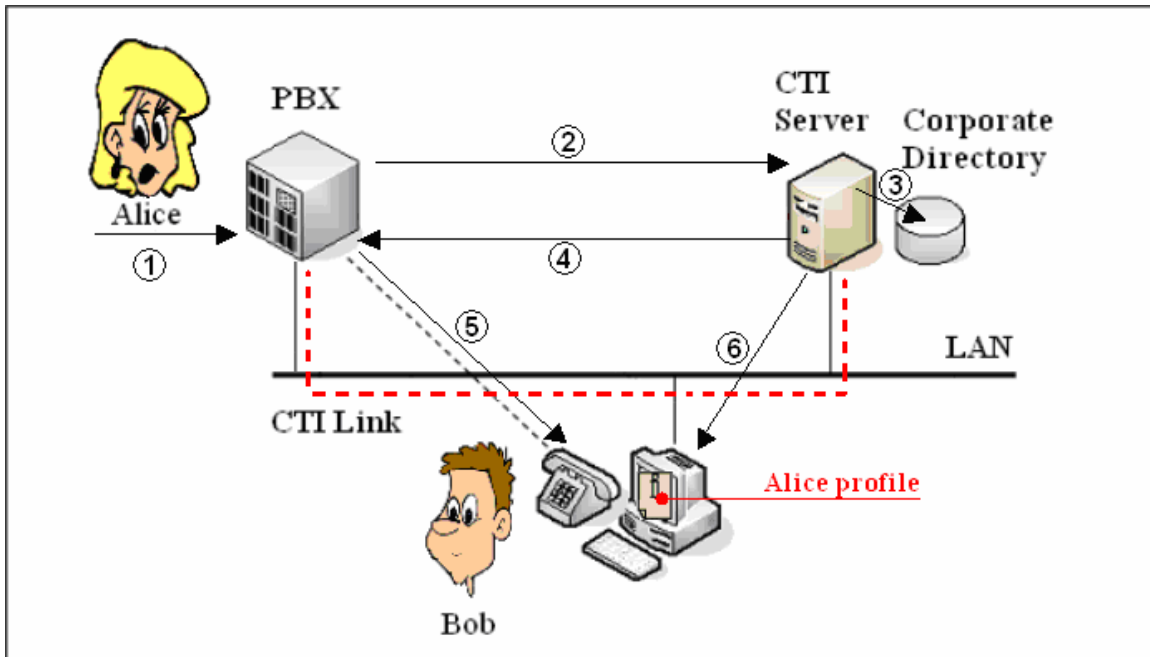 CTI
Server
PBX
Corporate
Directory
②
③
Alice
①
④
⑤
⑥
LAN
CTI Link
Alice profile
Bob